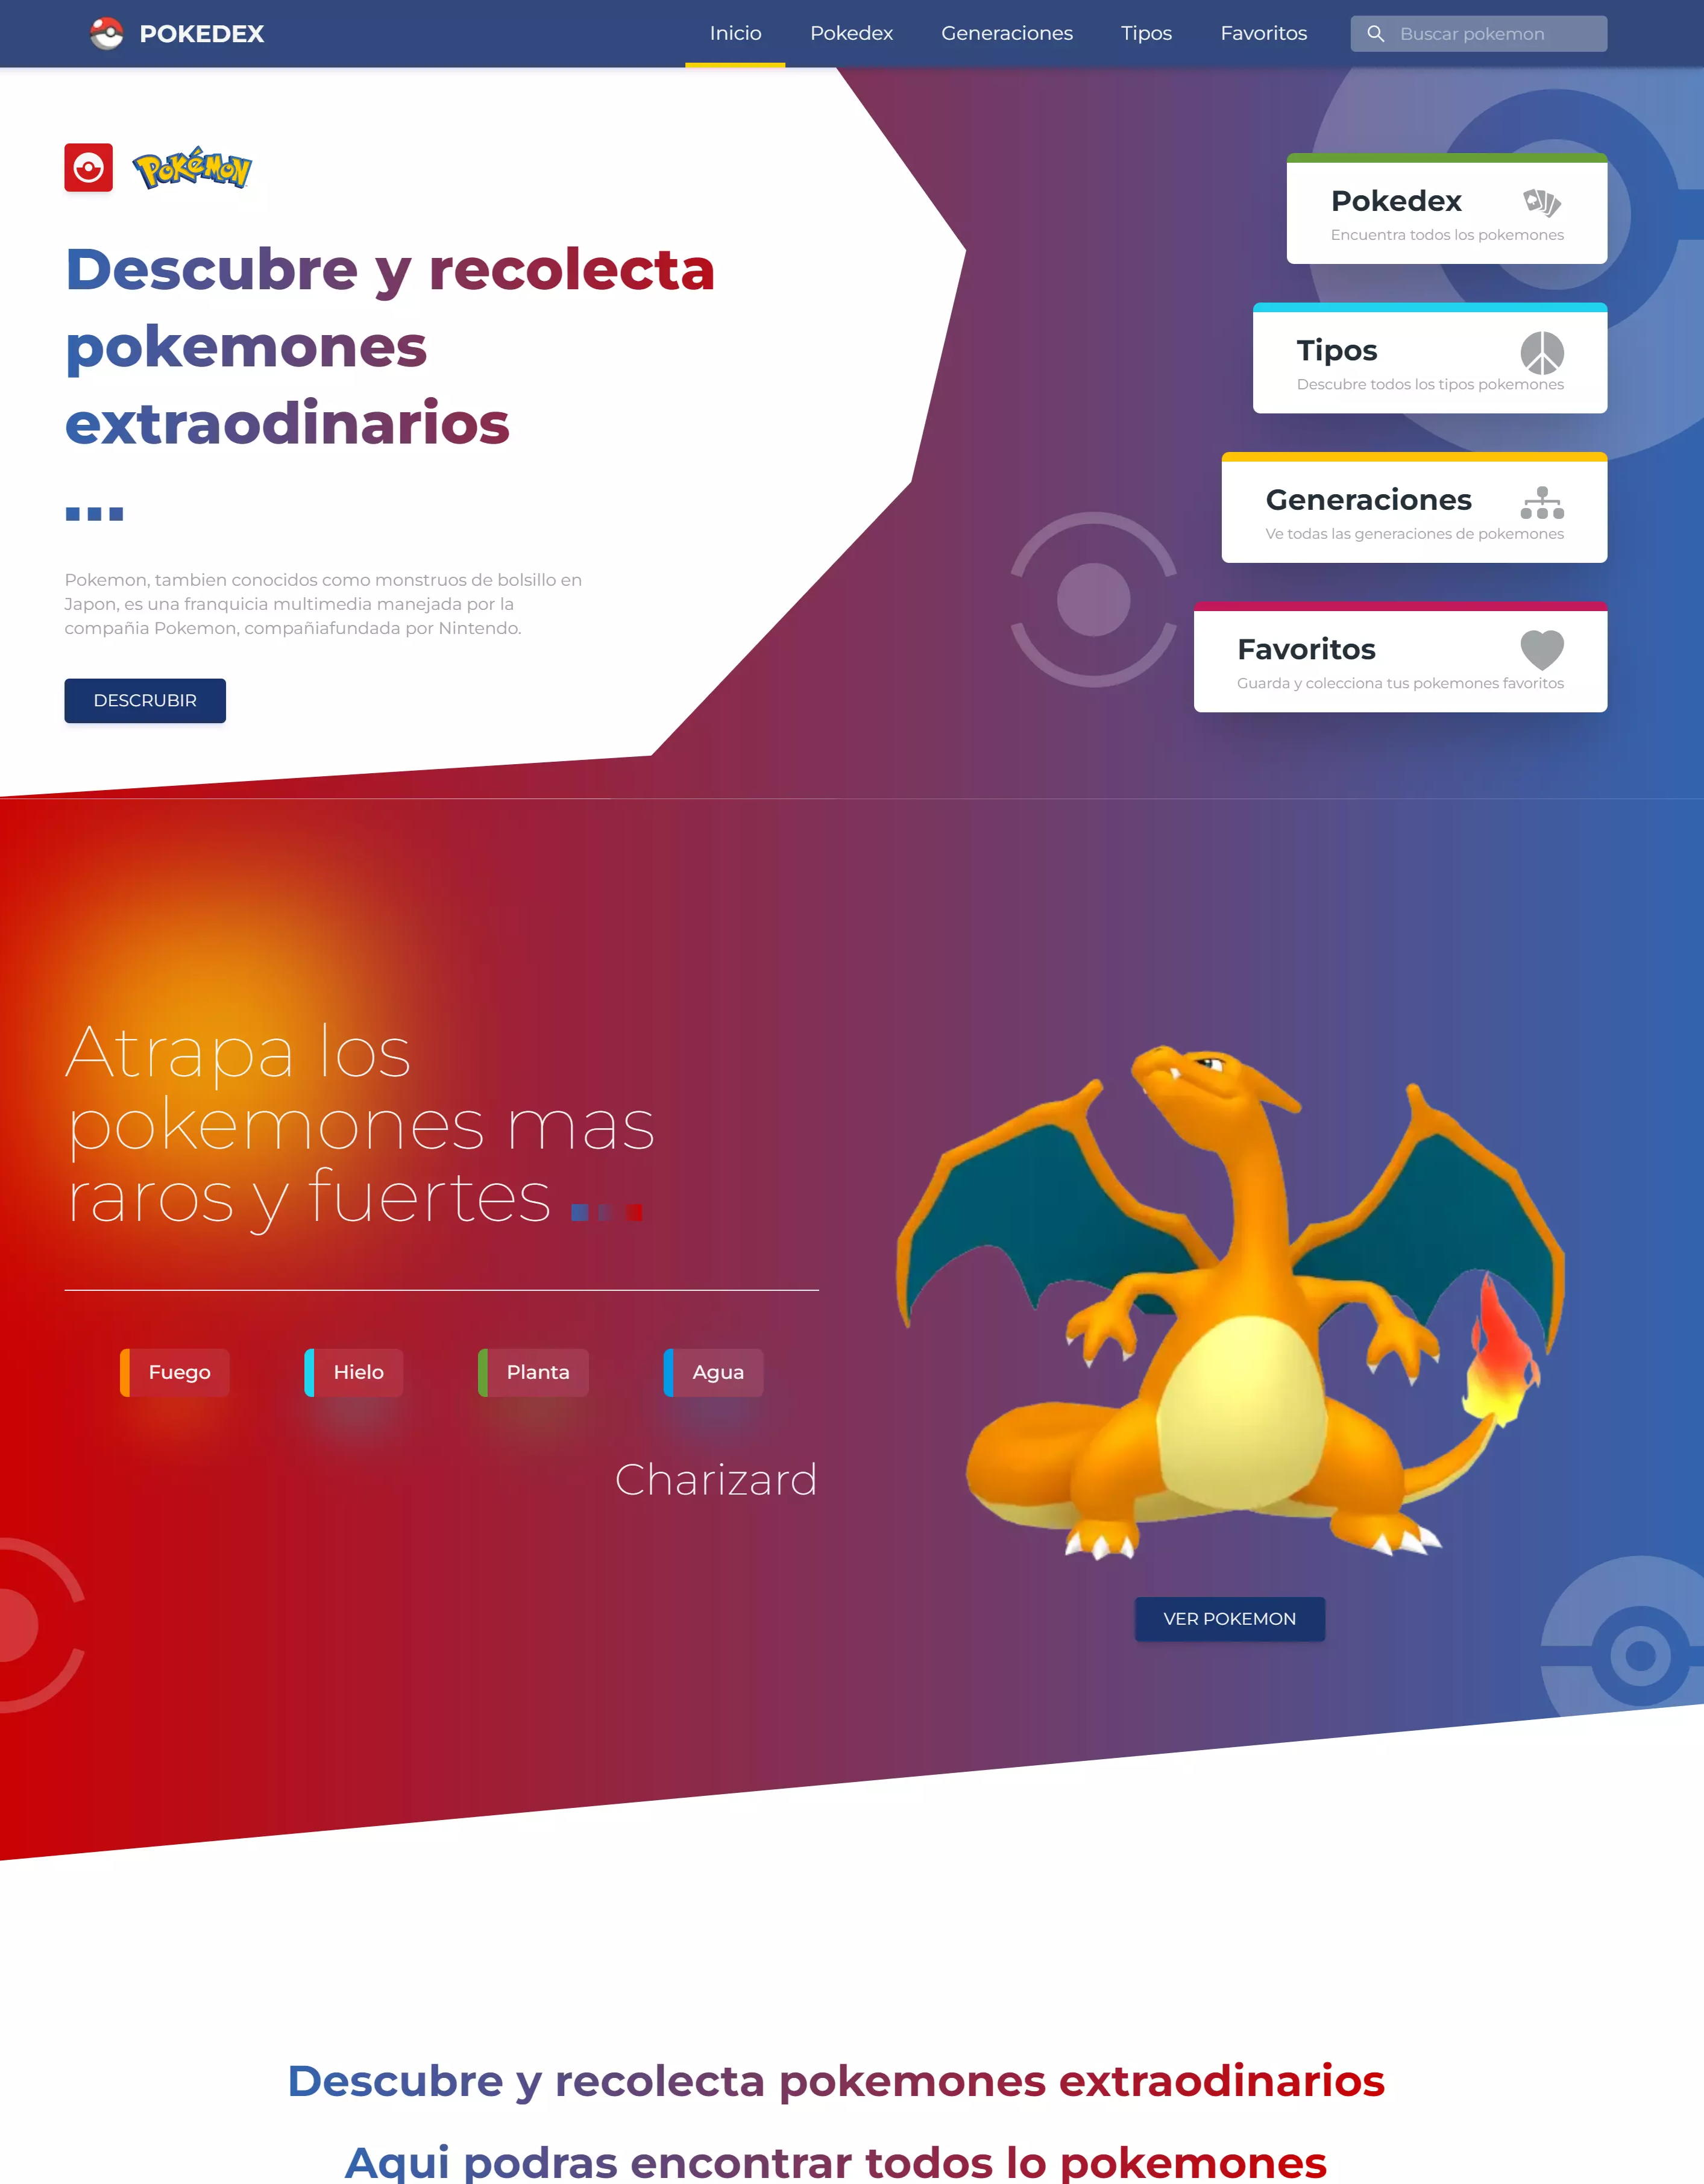 POKEDEX
Inicio
Pokedex
Generaciones
Tipos
Favoritos
Buscar pokemon
Pokémon
Descubre y recolecta
pokemones
extraodinarios
...
Pokemon, tambien conocidos como monstruos de bolsillo en
Japon, es una franquicia multimedia manejada por la
compañia Pokemon, compañiafundada por Nintendo.
DESCRUBIR
Pokedex
Encuentra todos los pokemones
Tipos
Descubre todos los tipos pokemones
Generaciones
Ve todas las generaciones de pokemones
Favoritos
Guarda y colecciona tus pokemones favoritos
Atrapa los
pokemones mas
raros y fuertes ...
Fuego
Hielo
Planta
Agua
Charizard
VER POKEMON
Descubre y recolecta pokemones extraodinarios
Aqui podras encontrar todos lo pokemones